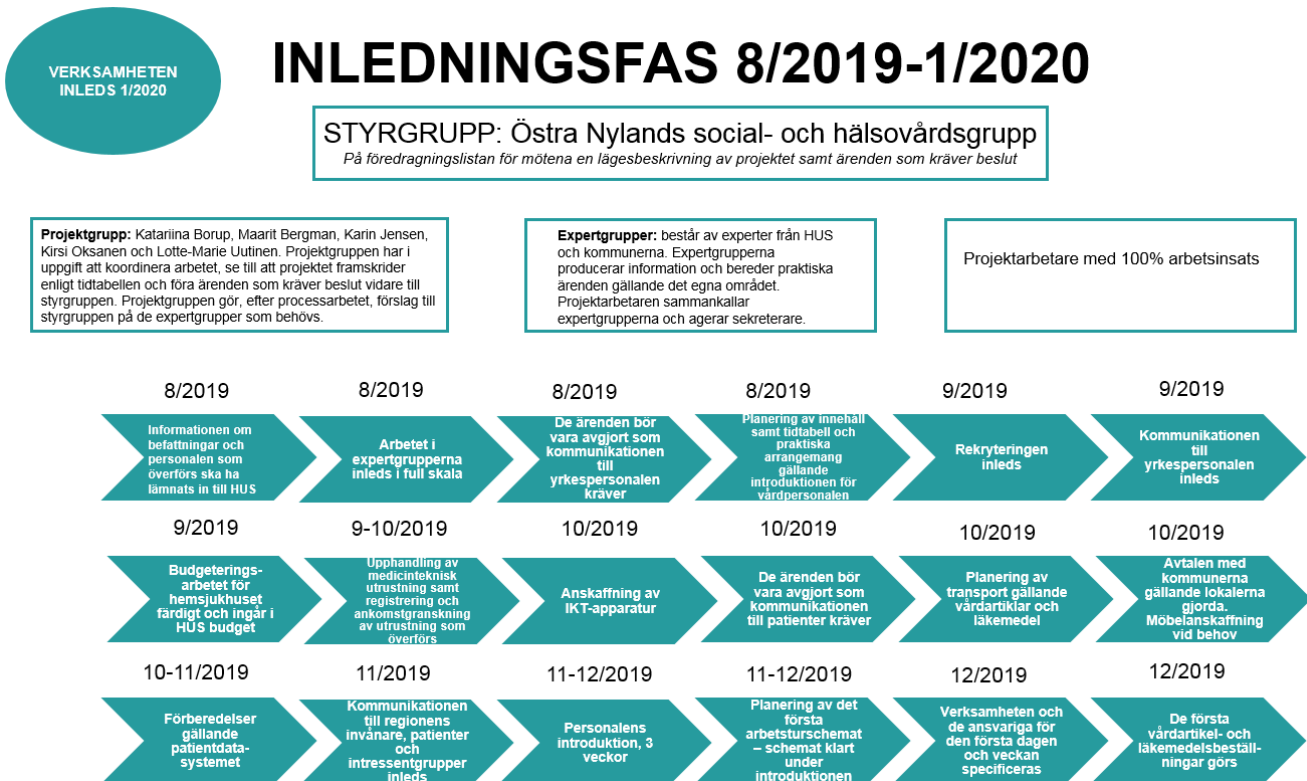 VERKSAMHETEN
INLEDS 1/2020
INLEDNINGSFAS 8/2019-1/2020
STYRGRUPP: Östra Nylands social- och hälsovårdsgrupp
På föredragningslistan för mötena en lägesbeskrivning av projektet samt ärenden som kräver beslut
Projektgrupp: Katariina Borup, Maarit Bergman, Karin Jensen,
Kirsi Oksanen och Lotte-Marie Uutinen. Projektgruppen har i
uppgift att koordinera arbetet, se till att projektet framskrider
enligt tidtabellen och föra ärenden som kräver beslut vidare till
styrgruppen. Projektgruppen gör, efter processarbetet, förslag till
styrgruppen på de expertgrupper som behövs.
Expertgrupper: består av experter från HUS
och kommunerna. Expertgrupperna
producerar information och bereder praktiska
ärenden gällande det egna området.
Projektarbetaren sammankallar
expertgrupperna och agerar sekreterare.
Projektarbetare med 100% arbetsinsats
8/2019
Informationen om
befattningar och
personalen som
överförs ska ha
lämnats in till HUS
8/2019
Arbetet i
expertgrupperna
inleds i full skala
8/2019
De ärenden bör
vara avgjort som
kommunikationen
till
yrkespersonalen
kräver
8/2019
Planering av innehåll
samt tidtabell och
praktiska
arrangemang
gällande
introduktionen för
vårdpersonalen
9/2019
Rekryteringen
inleds
9/2019
Kommunikationen
till
yrkespersonalen
inleds
9/2019
Budgeterings-
arbetet för
hemsjukhuset
färdigt och ingår i
HUS budget
9-10/2019
Upphandling av
medicinteknisk
utrustning samt
registrering och
ankomstgranskning
av utrustning som
överförs
10/2019
Anskaffning av
IKT-apparatur
10/2019
De ärenden bör
vara avgjort som
kommunikationen
till patienter kräver
10/2019
Planering av
transport gällande
vårdartiklar och
läkemedel
10/2019
Avtalen med
kommunerna
gällande lokalerna
gjorda.
Möbelanskaffning
vid behov
10-11/2019
Förberedelser
gällande
patientdata-
systemet
11/2019
Kommunikationen
till regionens
invånare, patienter
och
intressentgrupper
inleds
11-12/2019
Personalens
introduktion, 3
veckor
11-12/2019
Planering av det
första
arbetsturschemat
– schemat klart
under
introduktionen
12/2019
Verksamheten och
de ansvariga för
den första dagen
och veckan
specificeras
12/2019
De första
vårdartikel- och
läkemedelsbeställ-
ningar görs